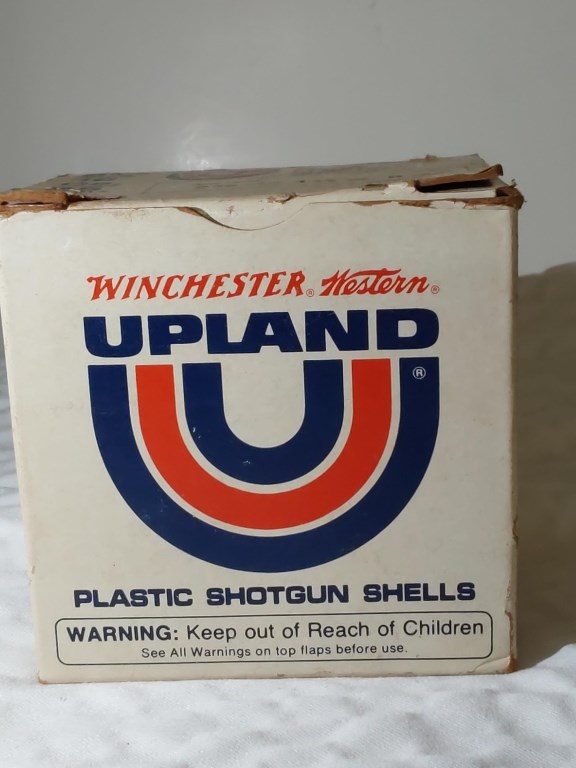 WINCHESTER® Western®
UPLAND
®
PLASTIC SHOTGUN SHELLS
WARNING: Keep out of Reach of Children
See All Warnings on top flaps before use.